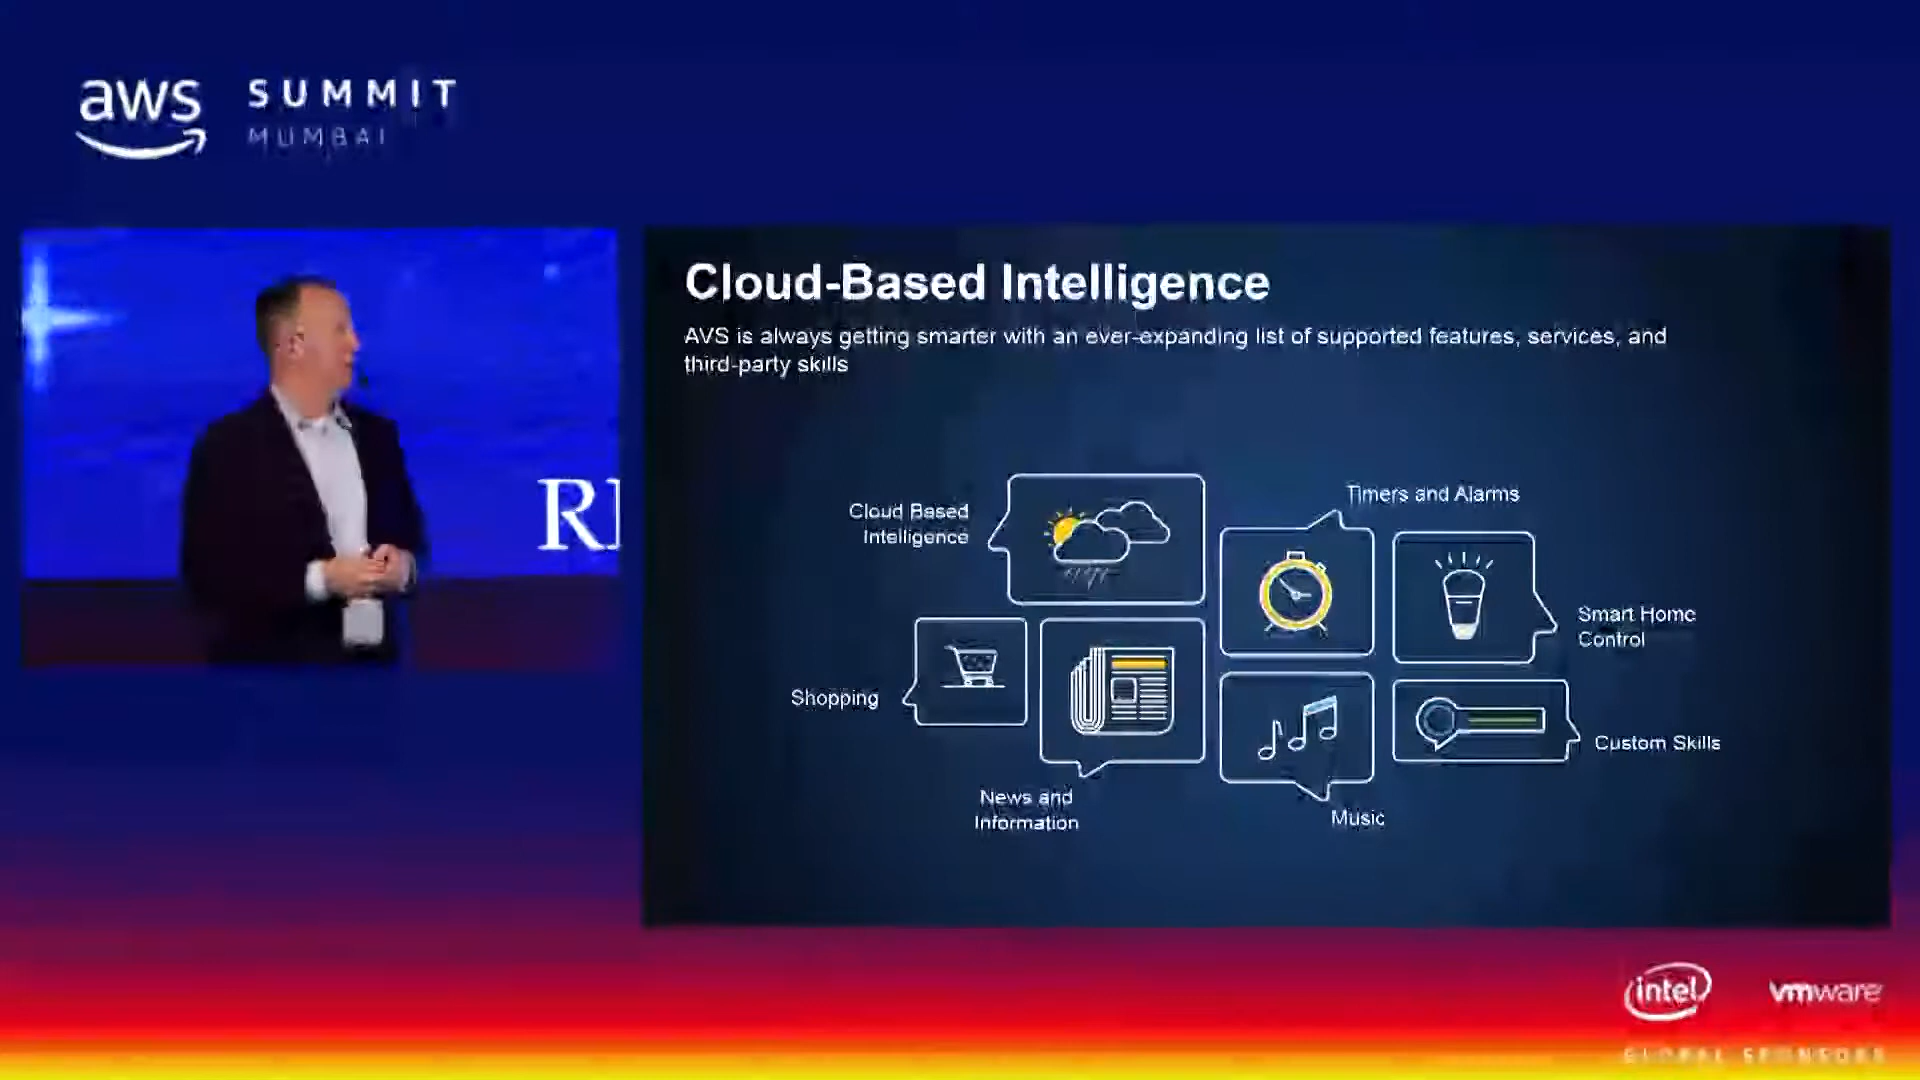 aws
SUMMIT
MUMBAI
Cloud-Based Intelligence
AVS is always getting smarter with an ever-expanding list of supported features, services, and
third-party skills
Cloud Based
Intelligence
Timers and Alarms
Smart Home
Control
Shopping
Custom Skills
News and
Information
Music
intel
vmware
GLOBAL SPONSORS